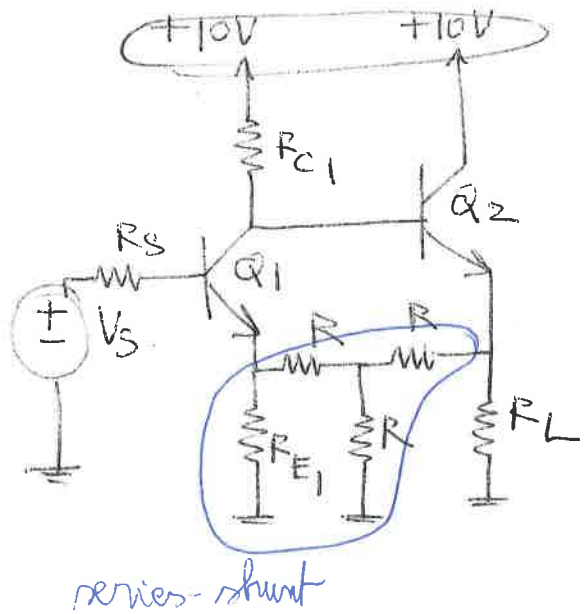 +10V +10V
RC1
Q2
RS
Q1
+
-
VS
R R
RE1
R
RL
series-shunt